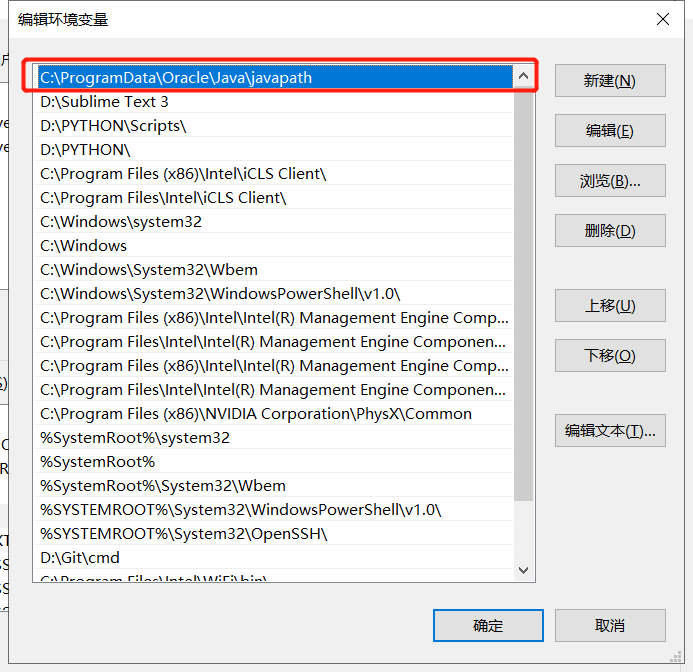 编辑环境变量
C:\ProgramData\Oracle\Java\javapath
D:\Sublime Text 3
D:\PYTHON\Scripts\
D:\PYTHON\
C:\Program Files (x86)\Intel\iCLS Client\
C:\Program Files\Intel\iCLS Client\
C:\Windows\system32
C:\Windows
C:\Windows\System32\Wbem
C:\Windows\System32\WindowsPowerShell\v1.0\
C:\Program Files (x86)\Intel\Intel(R) Management Engine Comp...
C:\Program Files\Intel\Intel(R) Management Engine Componen...
C:\Program Files (x86)\Intel\Intel(R) Management Engine Comp...
C:\Program Files\Intel\Intel(R) Management Engine Componen...
C:\Program Files (x86)\NVIDIA Corporation\PhysX\Common
%SystemRoot%\system32
%SystemRoot%
%SystemRoot%\System32\Wbem
%SYSTEMROOT%\System32\WindowsPowerShell\v1.0\
%SYSTEMROOT%\System32\OpenSSH\
D:\Git\cmd
C:\Program Files\Intel\WiFi\bin\
新建(N)
编辑(E)
浏览(B)...
删除(D)
上移(U)
下移(O)
编辑文本(T)...
确定
取消